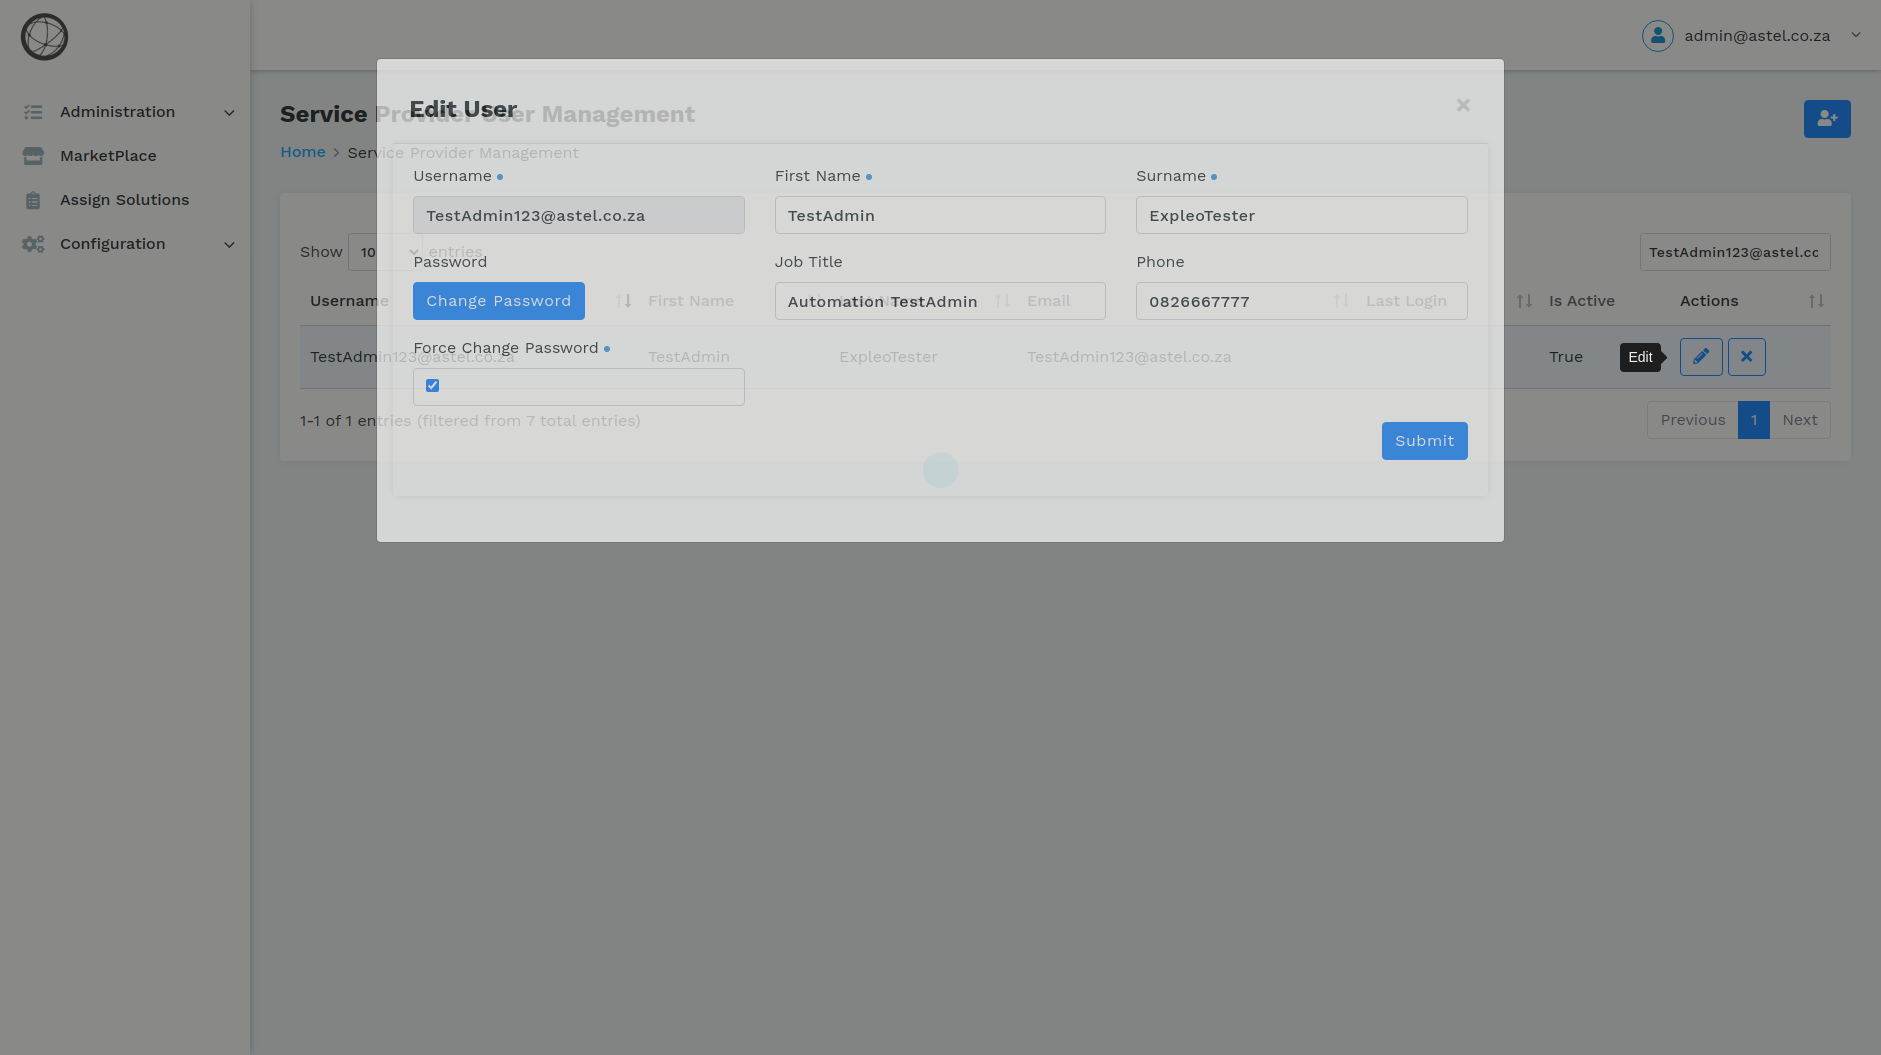 admin@astel.co.za
Administration
MarketPlace
Assign Solutions
Configuration
Service Provider User Management
Home > Service Provider Management
Edit User
×
Username
First Name
Surname
TestAdmin123@astel.co.za
TestAdmin
ExpleoTester
Show 10 entries
TestAdmin123@astel.cc
Password
Job Title
Phone
Change Password
Automation TestAdmin
0826667777
Username
First Name
Last Name
Email
Last Login
Is Active
Actions
Force Change Password
TestAdmin123@astel.co.za
TestAdmin
ExpleoTester
TestAdmin123@astel.co.za
True
Edit
1-1 of 1 entries (filtered from 7 total entries)
Previous
1
Next
Submit